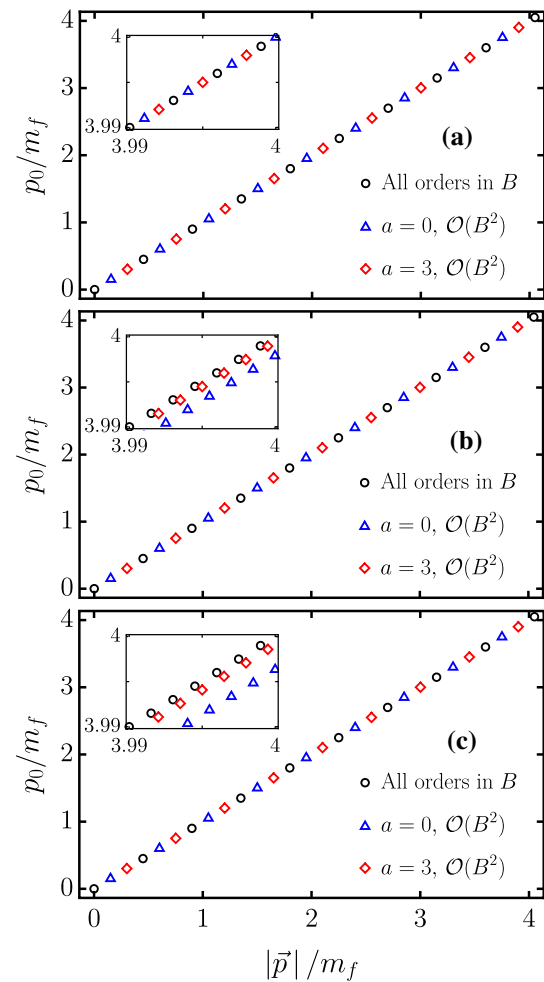 4
3.99
3.99 4
p₀/m_f
4
3
2
1
0
(a)
All orders in B
a = 0, 𝒪(B²)
a = 3, 𝒪(B²)
4
3.99
3.99 4
p₀/m_f
4
3
2
1
0
(b)
All orders in B
a = 0, 𝒪(B²)
a = 3, 𝒪(B²)
4
3.99
3.99 4
p₀/m_f
4
3
2
1
0
(c)
All orders in B
a = 0, 𝒪(B²)
a = 3, 𝒪(B²)
0 1 2 3 4
|p⃗|/m_f